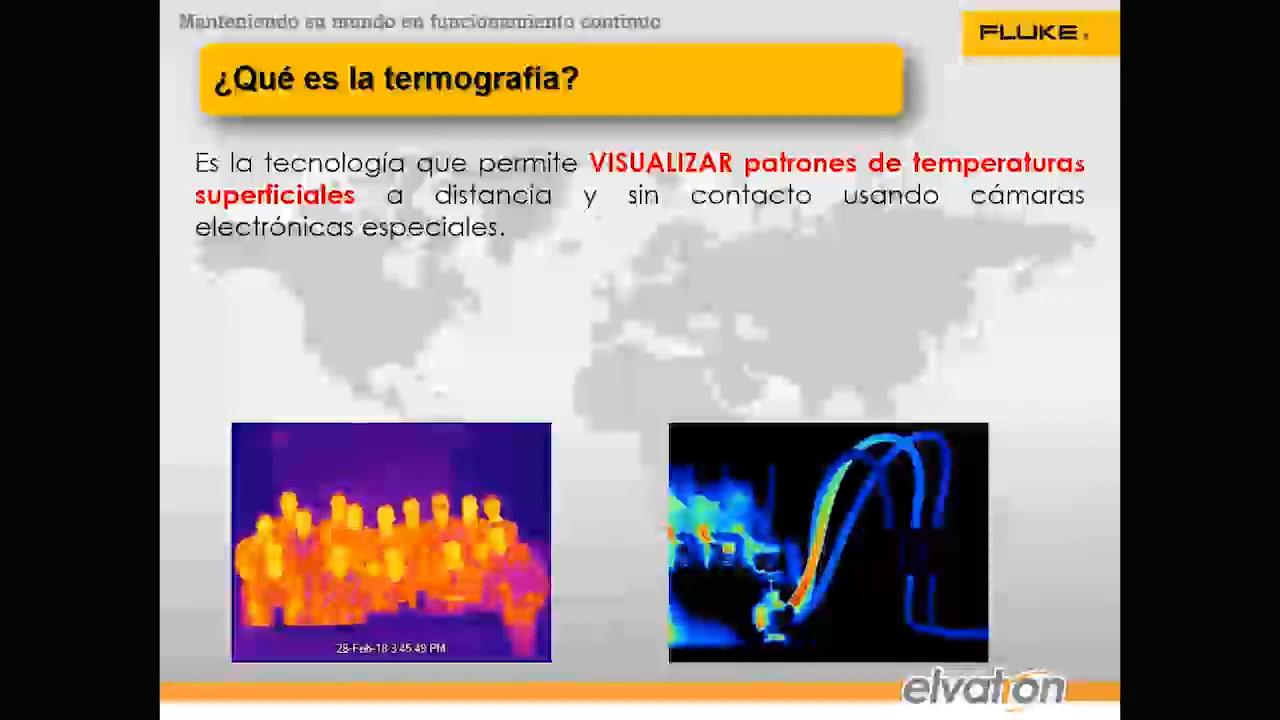 Manteniendo su mundo en funcionamiento continuo
FLUKE
¿Qué es la termografia?
Es la tecnología que permite VISUALIZAR patrones de temperaturas
superficiales a distancia y sin contacto usando cámaras
electrónicas especiales.
28-Feb-18 3:45:49 PM
elvatron